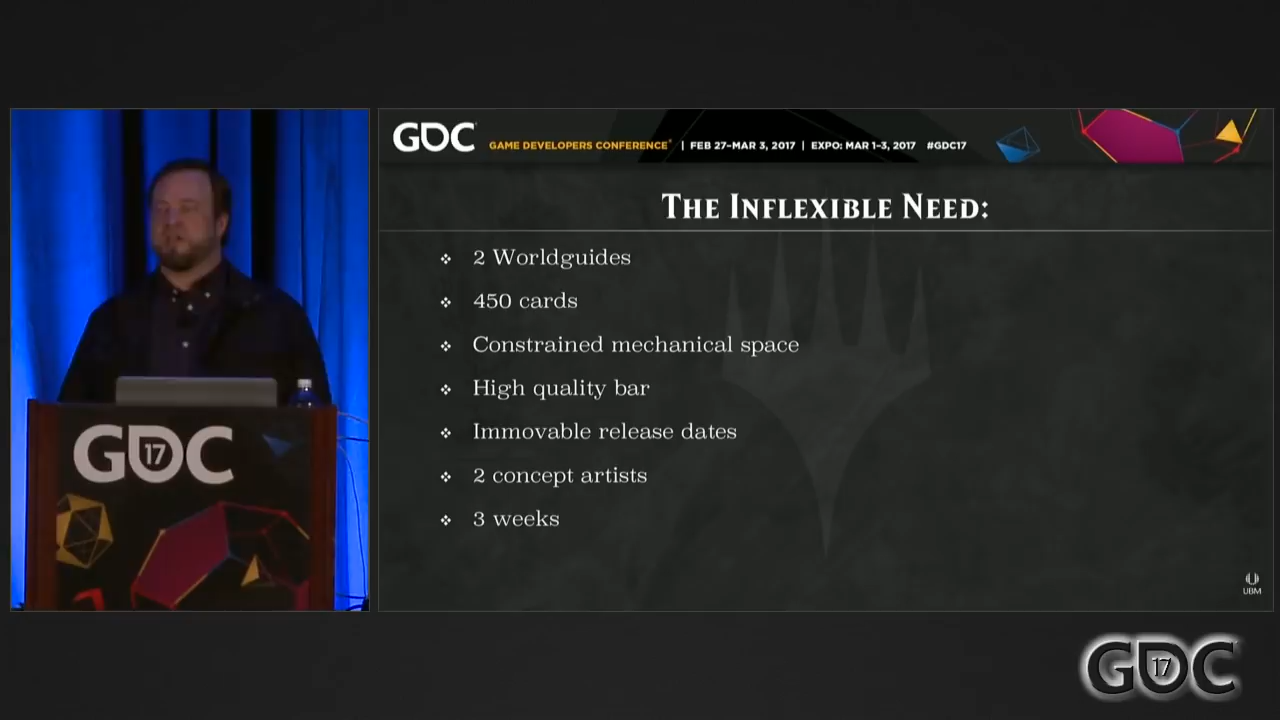 GDC
GAME DEVELOPERS CONFERENCE | FEB 27–MAR 3, 2017 | EXPO: MAR 1–3, 2017 #GDC17
THE INFLEXIBLE NEED:
2 Worldguides
450 cards
Constrained mechanical space
High quality bar
Immovable release dates
2 concept artists
3 weeks
UBM
GDC 17
GDC 17